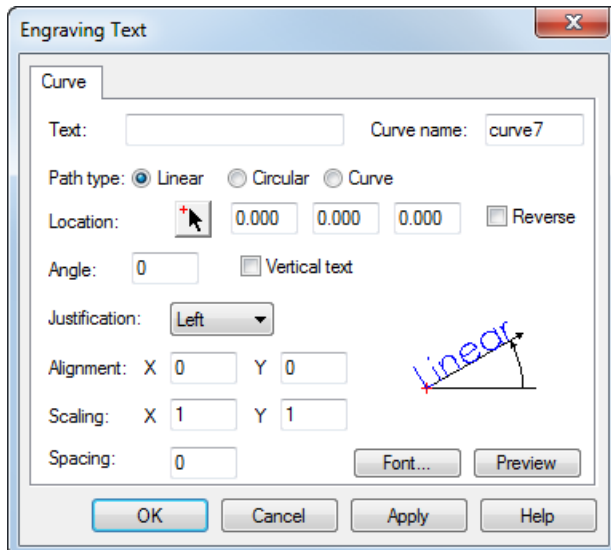 Engraving Text
Curve
Text: Curve name: curve7
Path type: Linear Circular Curve
Location: 0.000 0.000 0.000 Reverse
Angle: 0 Vertical text
Justification: Left
Linear
Alignment: X 0 Y 0
Scaling: X 1 Y 1
Spacing: 0 Font... Preview
OK Cancel Apply Help